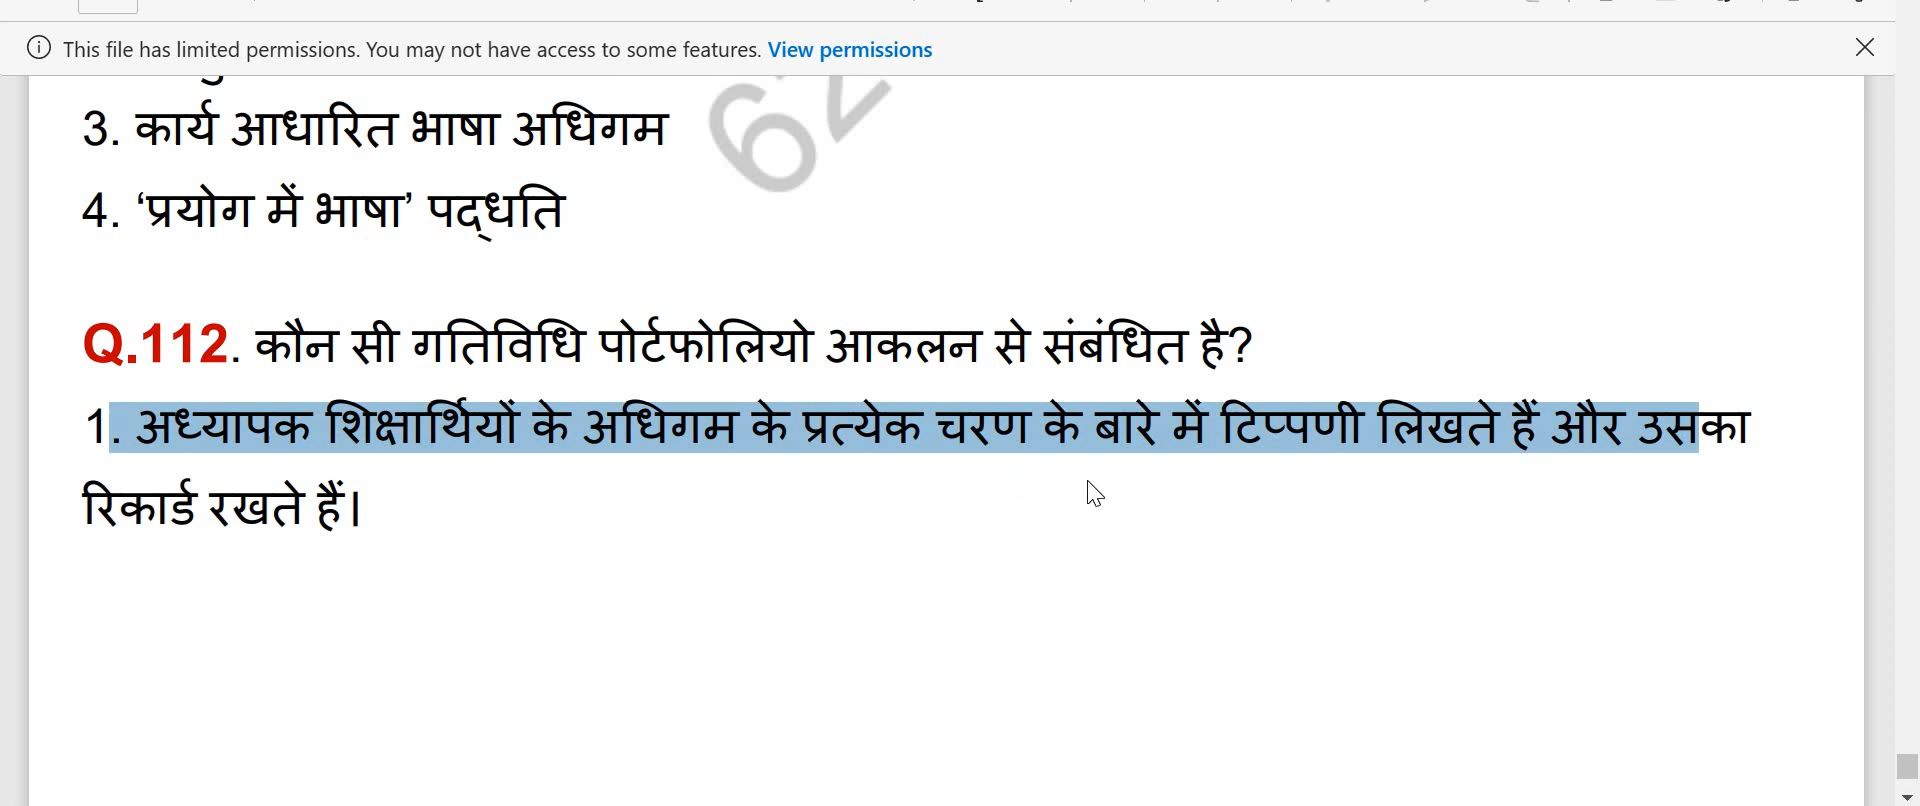 This file has limited permissions. You may not have access to some features. View permissions
3. कार्य आधारित भाषा अधिगम
62
4. ‘प्रयोग में भाषा’ पद्धति
Q.112. कौन सी गतिविधि पोर्टफोलियो आकलन से संबंधित है?
1. अध्यापक शिक्षार्थियों के अधिगम के प्रत्येक चरण के बारे में टिप्पणी लिखते हैं और उसका
रिकार्ड रखते हैं।